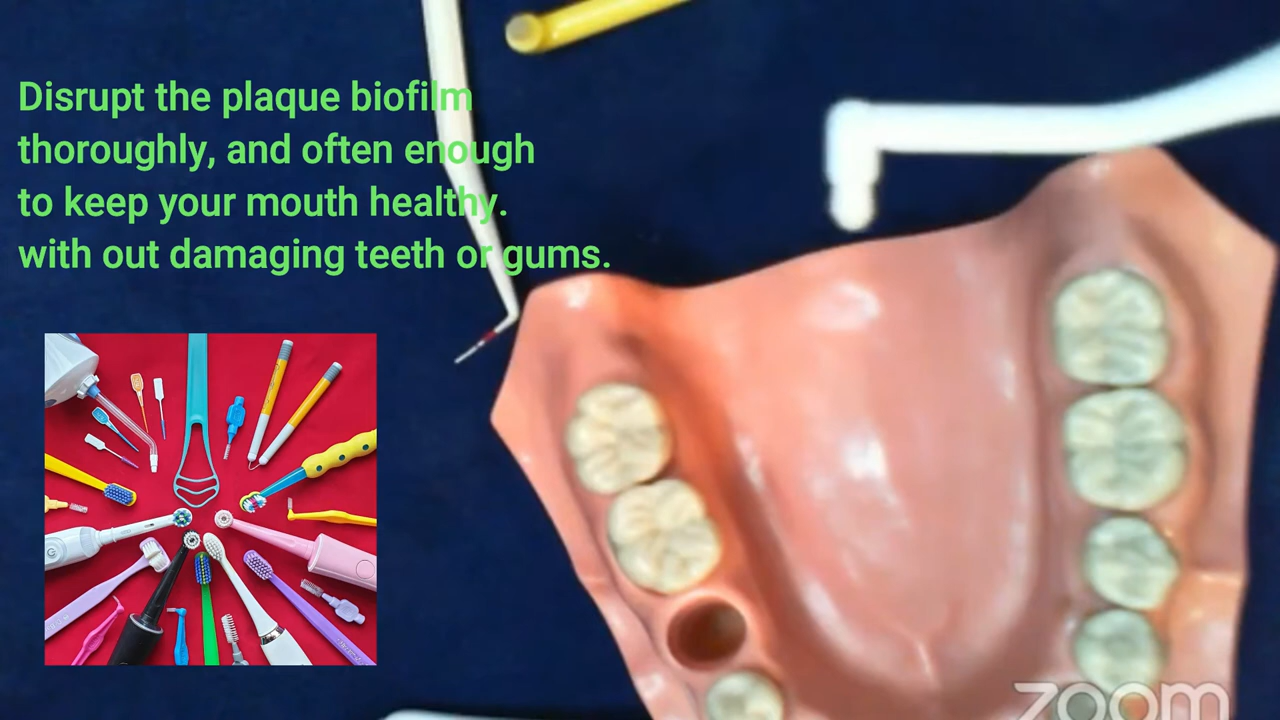 Disrupt the plaque biofilm
thoroughly, and often enough
to keep your mouth healthy.
with out damaging teeth or gums.
zoom